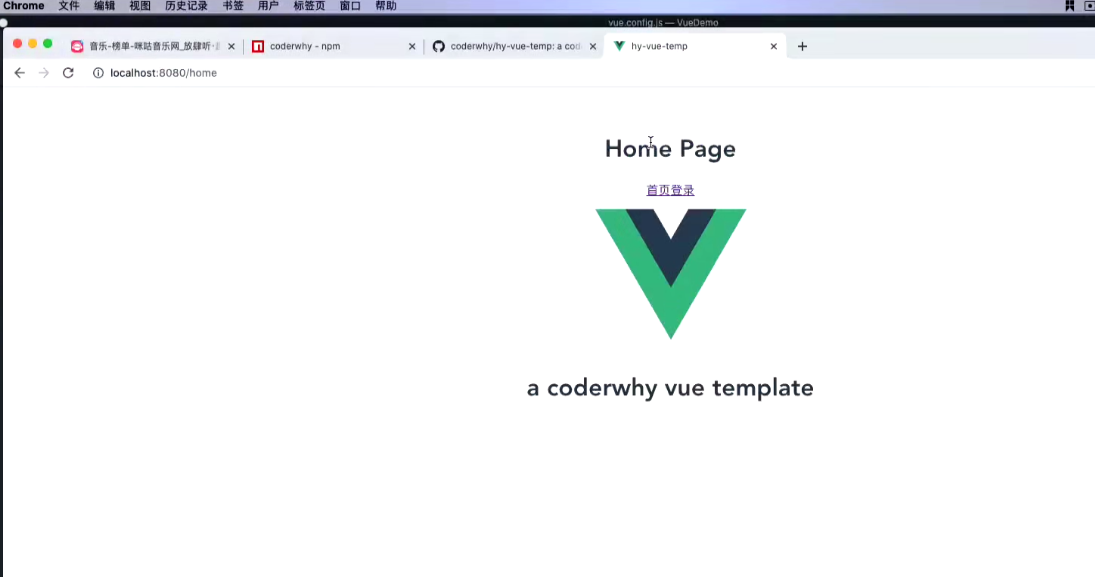 Chrome 文件 编辑 视图 历史记录 书签 用户 标签页 窗口 帮助
vue.config.js — VueDemo
音乐-榜单-咪咕音乐网_放肆听·
coderwhy - npm
coderwhy/hy-vue-temp: a cod
hy-vue-temp
localhost:8080/home
Home Page
首页登录
a coderwhy vue template